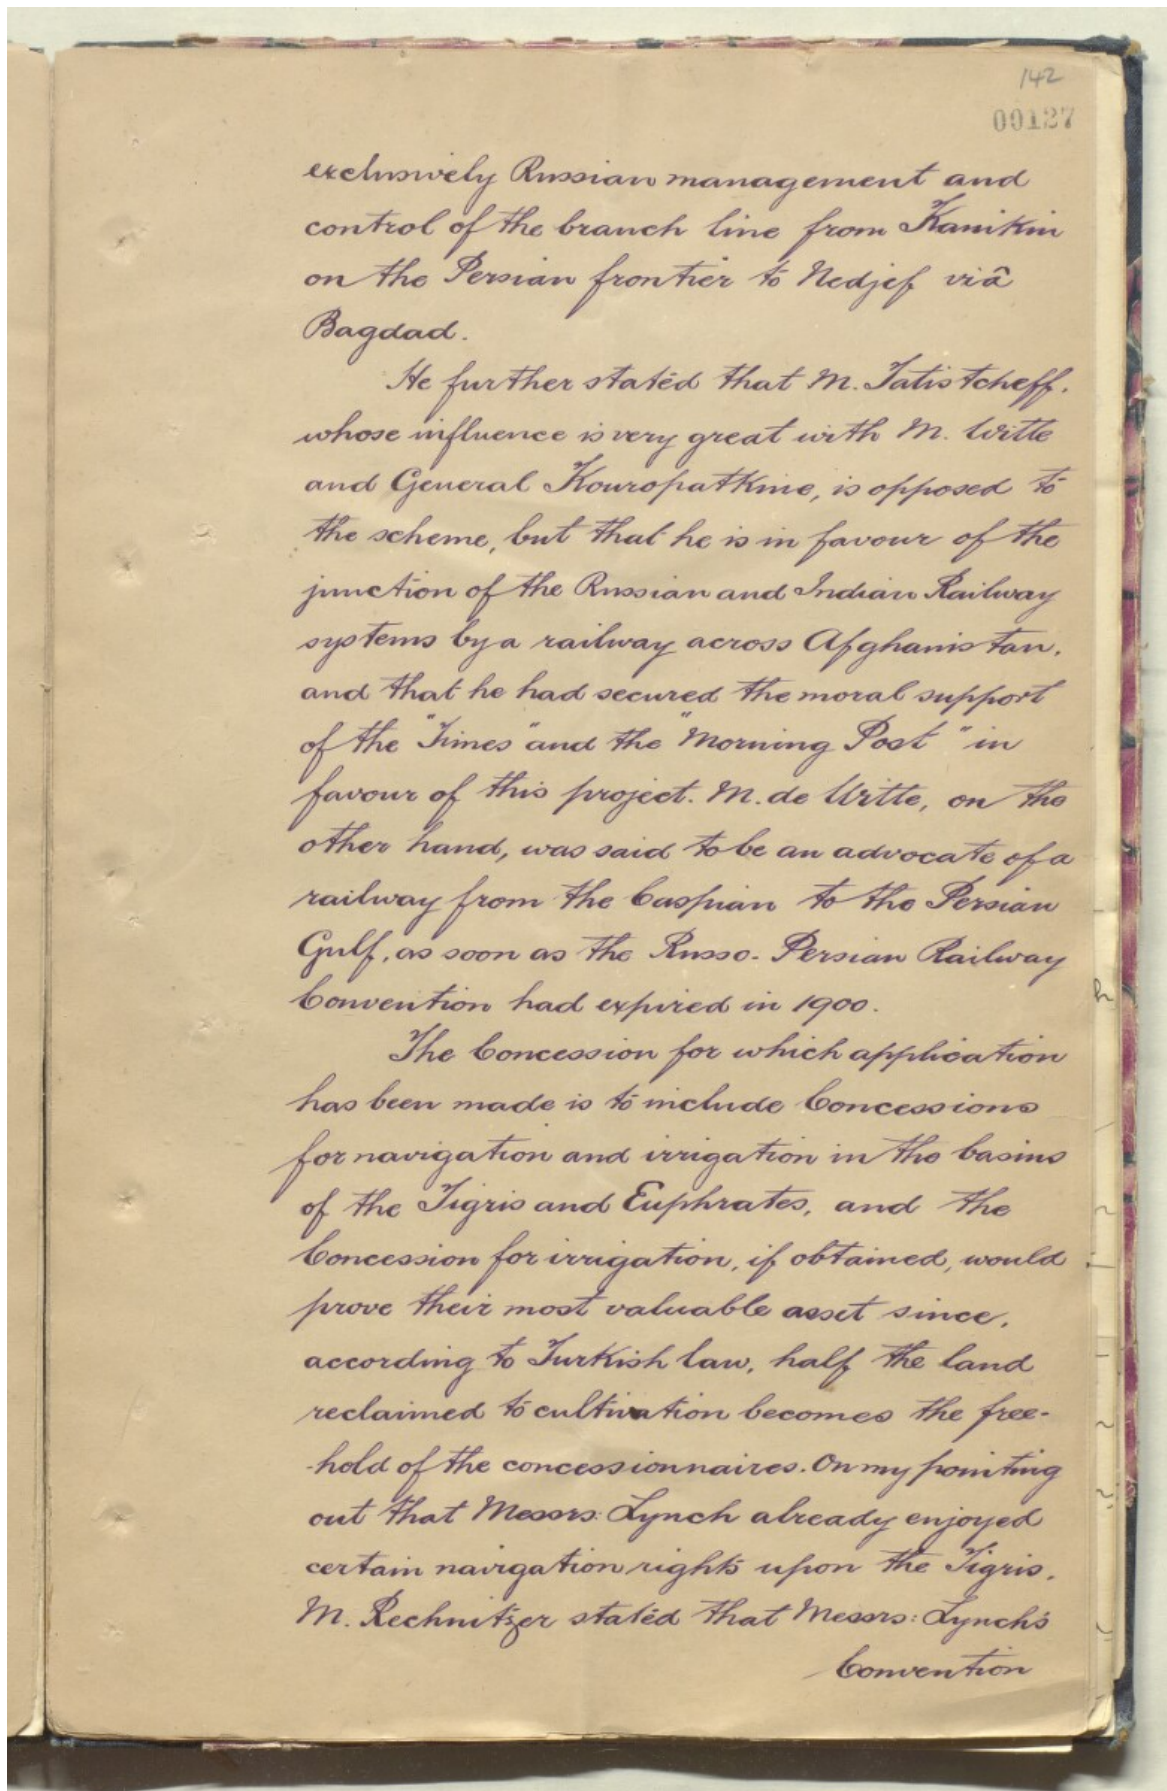 142
00127
exclusively Russian management and
control of the branch line from Kanikin
on the Persian frontier to Nedjef viâ
Bagdad.
He further stated that M. Tatistcheff,
whose influence is very great with M. Witte
and General Kouropatkine, is opposed to
the scheme, but that he is in favour of the
junction of the Russian and Indian Railway
systems by a railway across Afghanistan,
and that he had secured the moral support
of the "Times" and the "Morning Post" in
favour of this project. M. de Witte, on the
other hand, was said to be an advocate of a
railway from the Caspian to the Persian
Gulf, as soon as the Russo-Persian Railway
Convention had expired in 1900.
The Concession for which application
has been made is to include Concessions
for navigation and irrigation in the basins
of the Tigris and Euphrates, and the
Concession for irrigation, if obtained, would
prove their most valuable asset since,
according to Turkish law, half the land
reclaimed to cultivation becomes the free-
-hold of the concessionnaires. On my pointing
out that Messrs: Lynch already enjoyed
certain navigation rights upon the Tigris,
M. Rechnitzer stated that Messrs: Lynch's
Convention